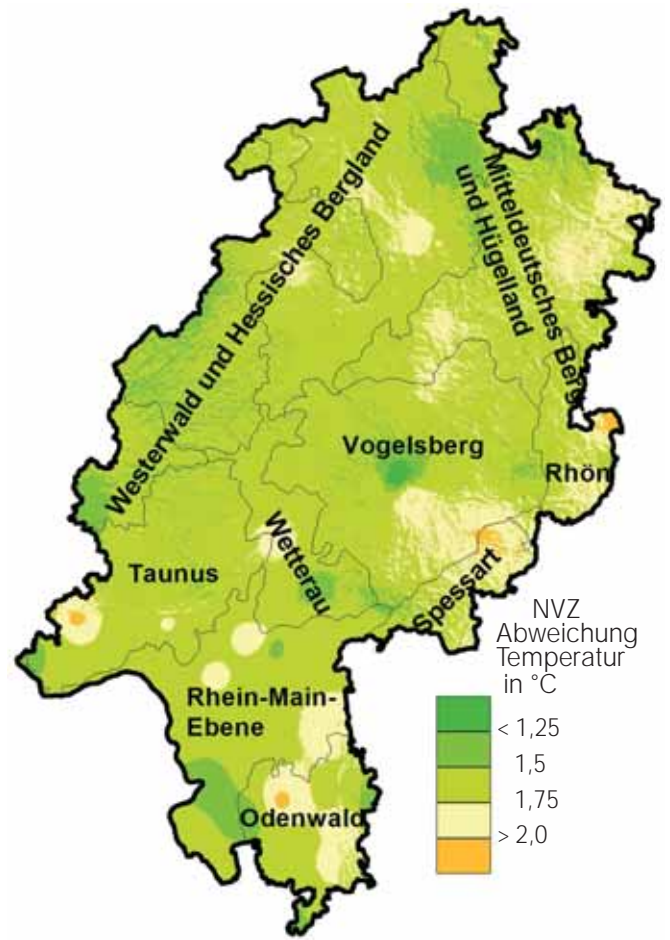 Westerwald und Hessisches Bergland
Mitteldeutsches Berg
und Hügelland
Vogelsberg
Rhön
Wetterau
Taunus
Spessart
Rhein-Main-
Ebene
Odenwald
NVZ
Abweichung
Temperatur
in °C
< 1,25
1,5
1,75
> 2,0